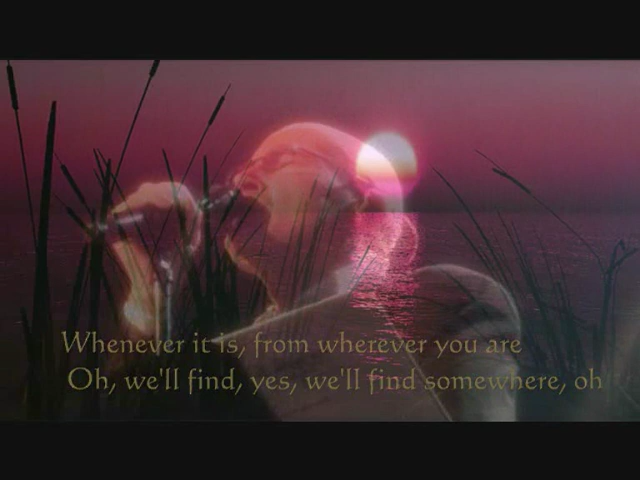 Whenever it is, from wherever you are
Oh, we'll find, yes, we'll find somewhere, oh